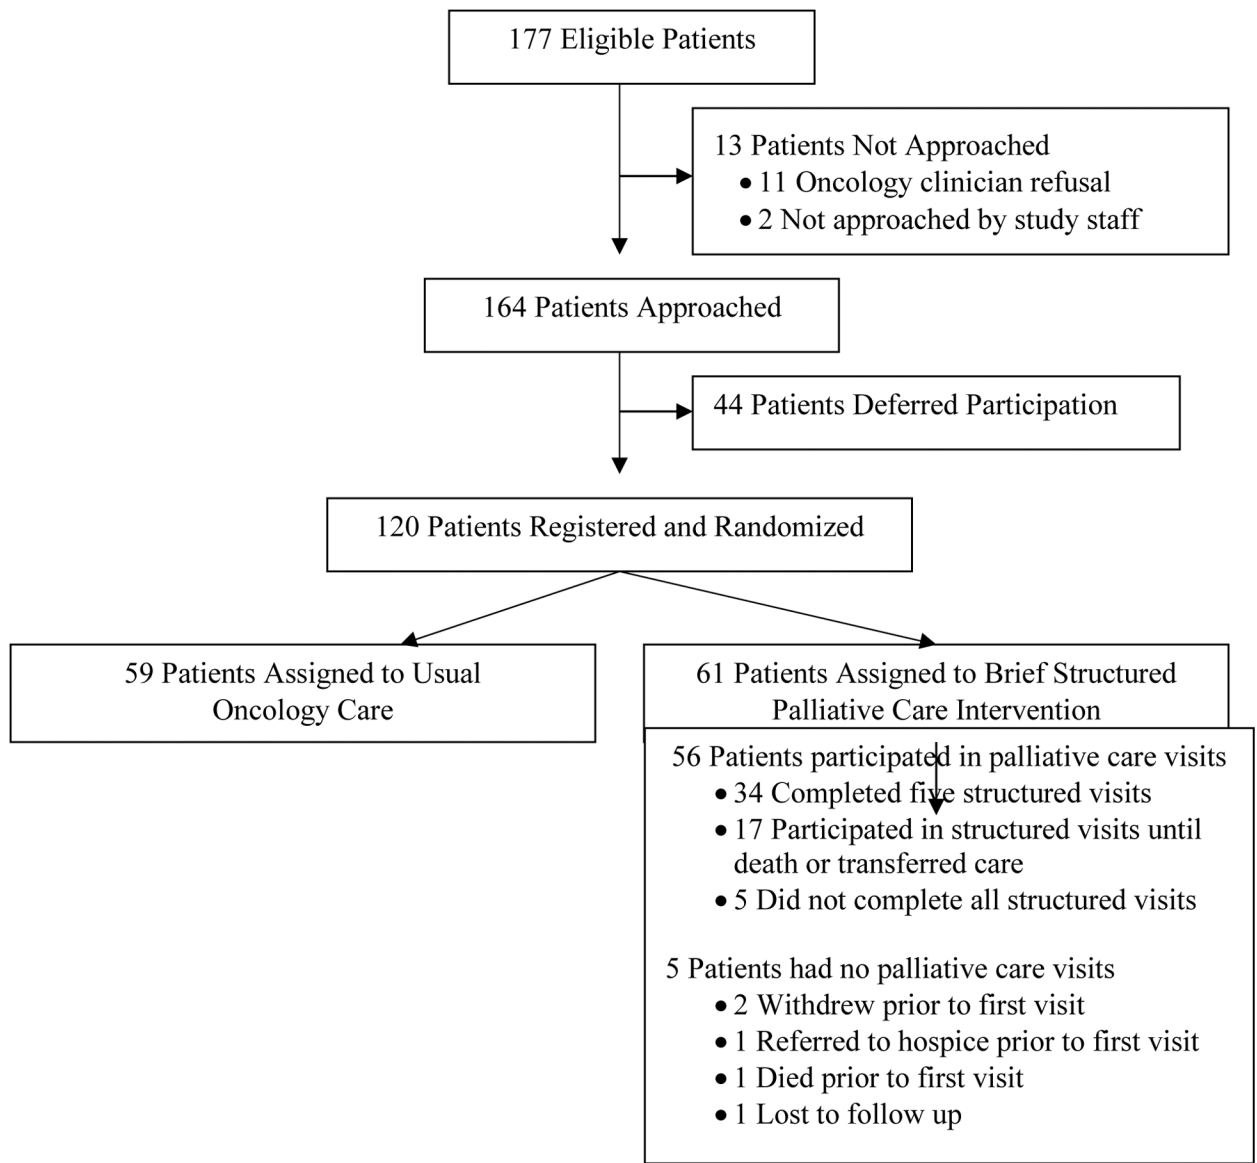 177 Eligible Patients
13 Patients Not Approached
• 11 Oncology clinician refusal
• 2 Not approached by study staff
164 Patients Approached
44 Patients Deferred Participation
120 Patients Registered and Randomized
59 Patients Assigned to Usual
Oncology Care
61 Patients Assigned to Brief Structured
Palliative Care Intervention
56 Patients participated in palliative care visits
• 34 Completed five structured visits
• 17 Participated in structured visits until
death or transferred care
• 5 Did not complete all structured visits
5 Patients had no palliative care visits
• 2 Withdrew prior to first visit
• 1 Referred to hospice prior to first visit
• 1 Died prior to first visit
• 1 Lost to follow up